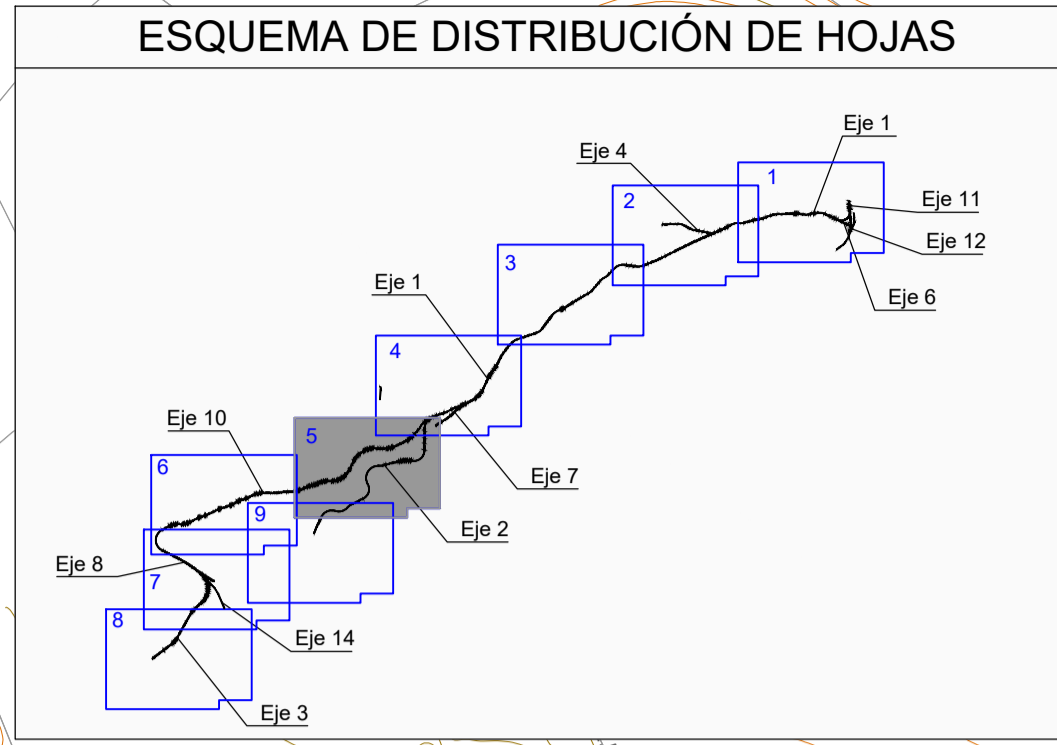 ESQUEMA DE DISTRIBUCIÓN DE HOJAS
Eje 1
Eje 4
1
2
Eje 11
Eje 12
3
Eje 1
Eje 6
4
Eje 10
5
6
Eje 7
9
Eje 2
Eje 8
7
8
Eje 14
Eje 3